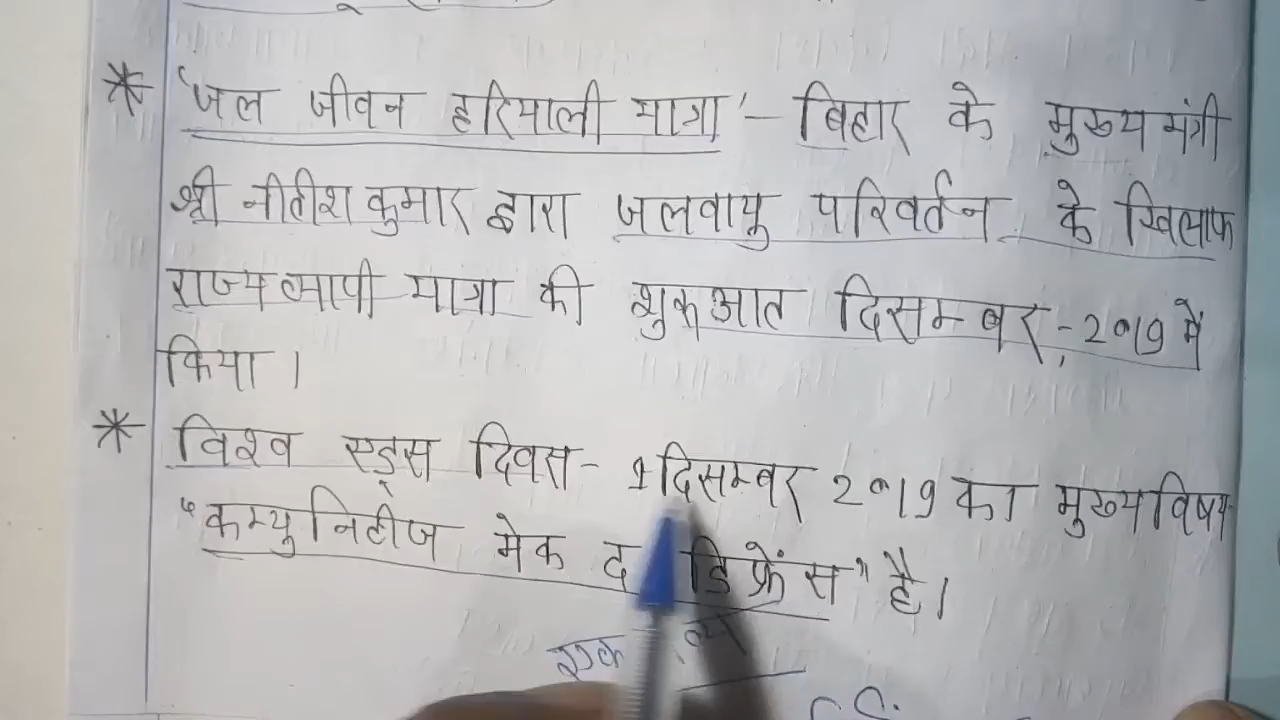 * 'जल जीवन हरियाली यात्रा' - बिहार के मुख्यमंत्री
श्री नीतीश कुमार द्वारा जलवायु परिवर्तन के खिलाफ
राज्यव्यापी यात्रा की शुरुआत दिसम्बर, - 2019 में
किया ।
* विश्व एड्स दिवस - 1 दिसम्बर 2019 का मुख्य विषय
"कम्युनिटीज मेक द डिफ्रेंस" है ।